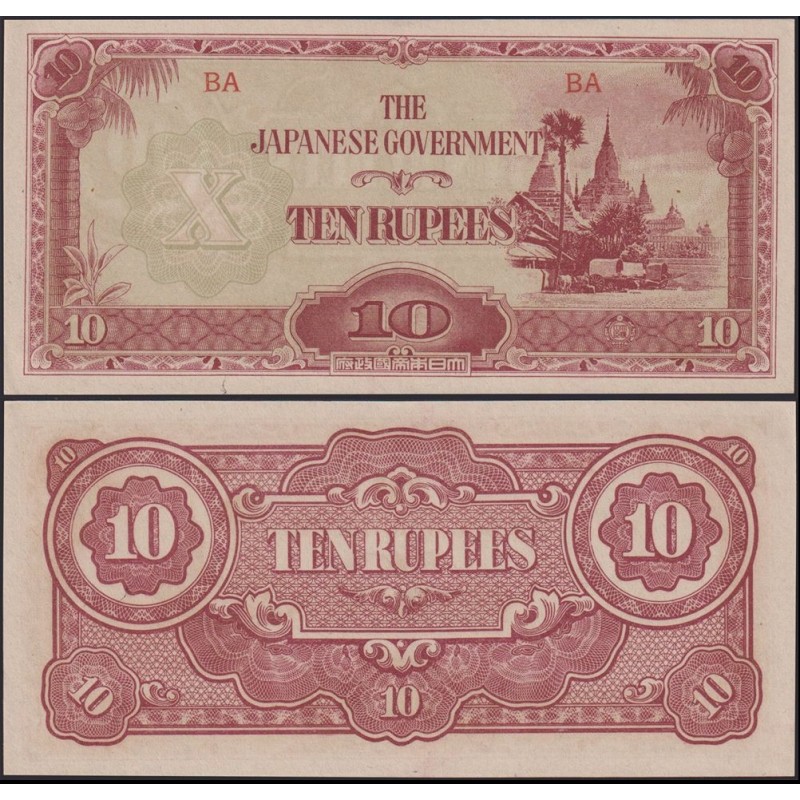 10 10
BA BA
THE
JAPANESE GOVERNMENT
X
TEN RUPEES
10 10 10
大日本帝國政府
10 10
10 10
TEN RUPEES
10 10 10